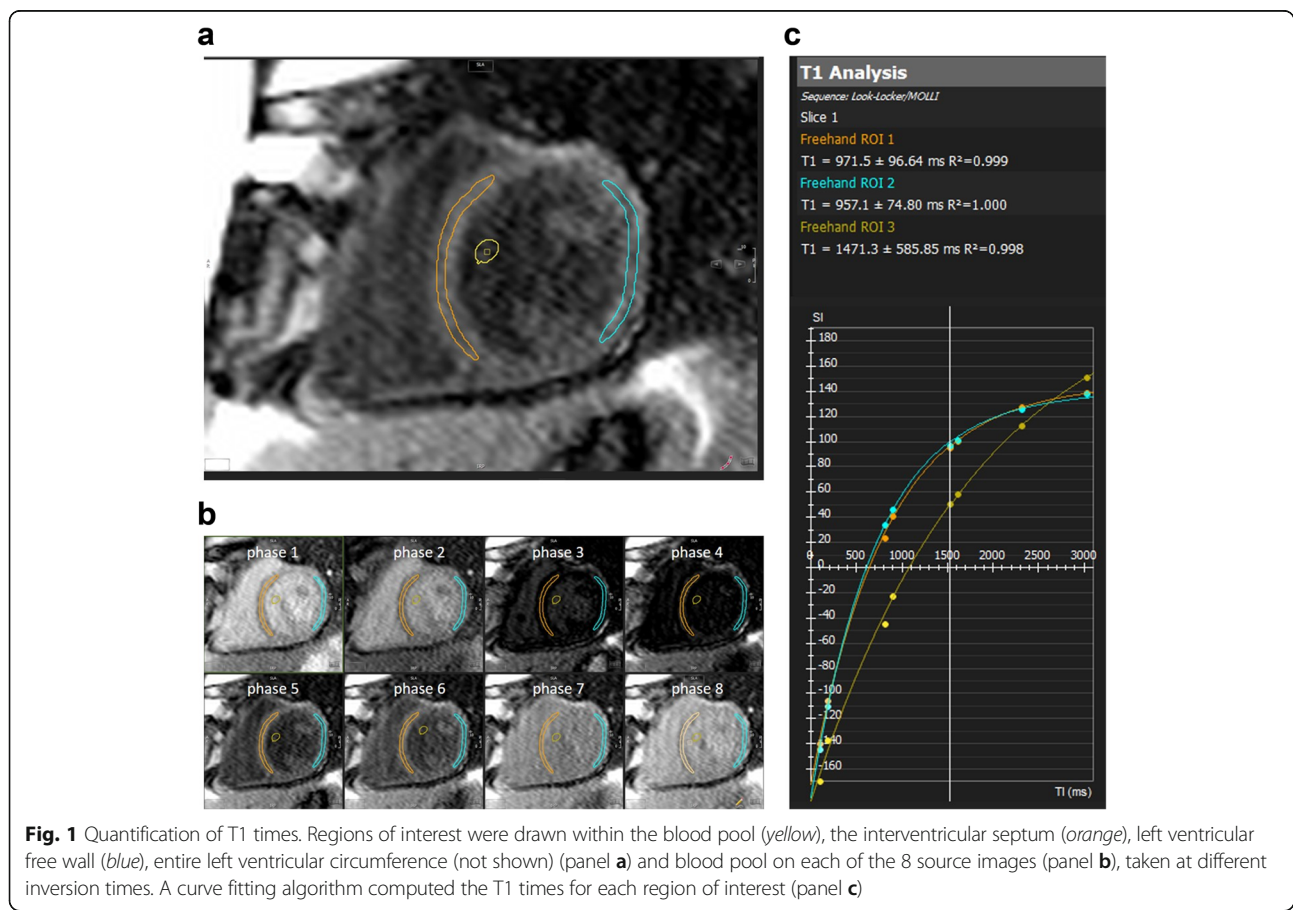 a
SLA
b
phase 1
phase 2
phase 3
phase 4
phase 5
phase 6
phase 7
phase 8
c
T1 Analysis
Sequence: Look-Locker/MOLLI
Slice 1
Freehand ROI 1
T1 = 971.5 ± 96.64 ms R²=0.999
Freehand ROI 2
T1 = 957.1 ± 74.80 ms R²=1.000
Freehand ROI 3
T1 = 1471.3 ± 585.85 ms R²=0.998
SI
180
160
140
120
100
80
60
40
20
0 500 1000 1500 2000 2500 3000
-20
-40
-60
-80
-100
-120
-140
-160
TI (ms)
Fig. 1 Quantification of T1 times. Regions of interest were drawn within the blood pool (yellow), the interventricular septum (orange), left ventricular
free wall (blue), entire left ventricular circumference (not shown) (panel a) and blood pool on each of the 8 source images (panel b), taken at different
inversion times. A curve fitting algorithm computed the T1 times for each region of interest (panel c)